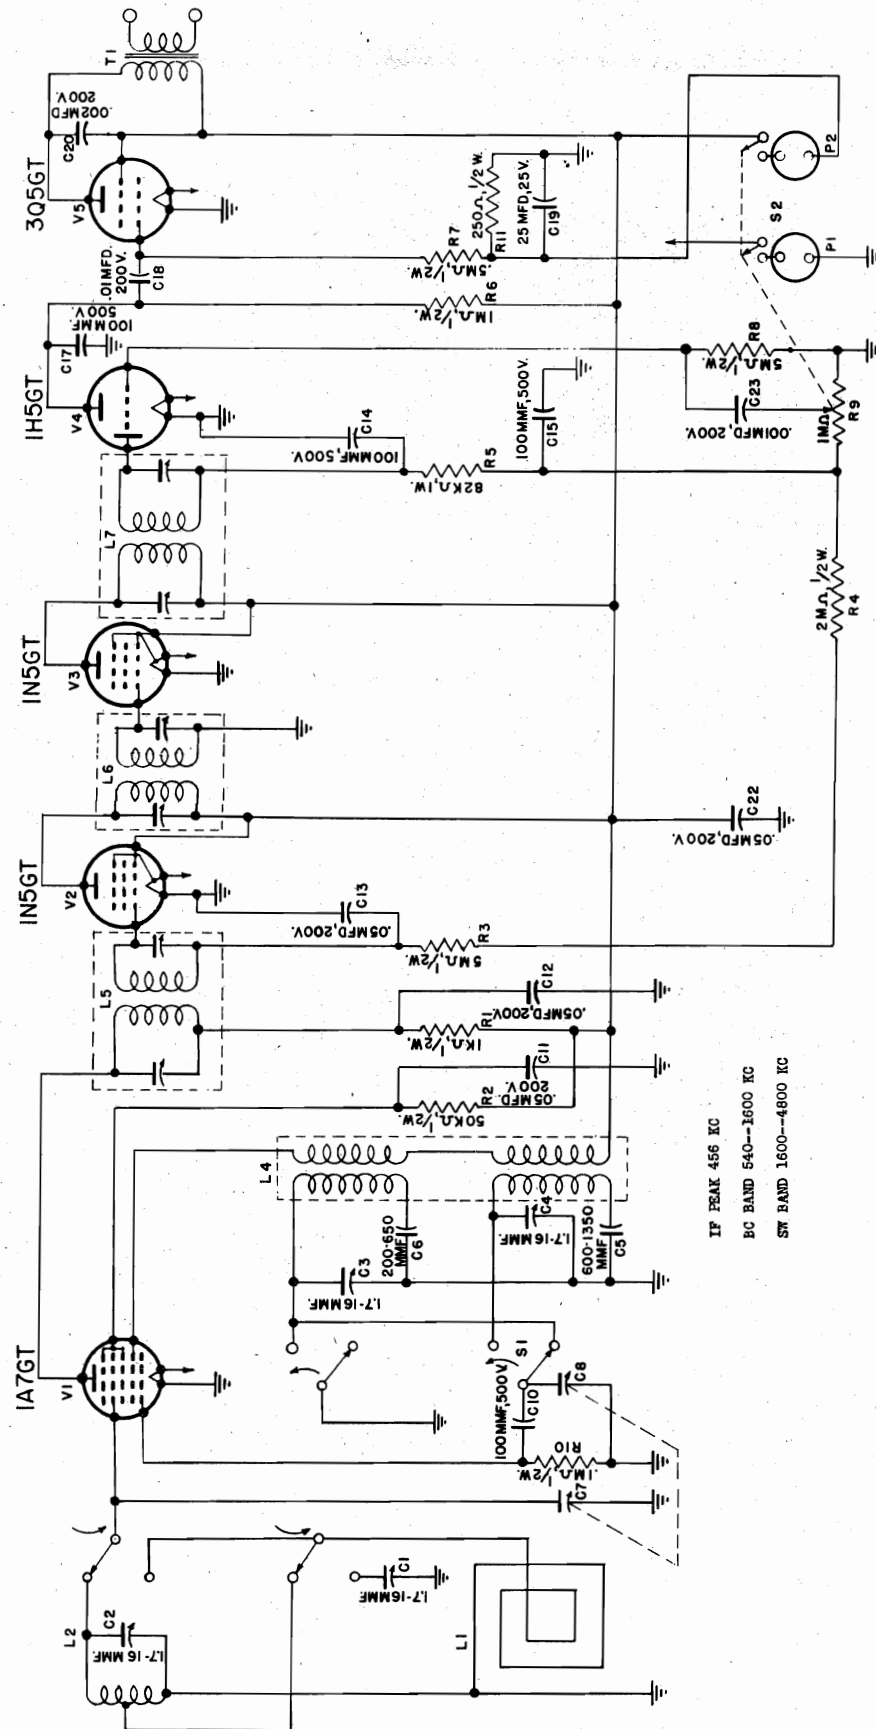 1A7GT
1N5GT
1N5GT
1H5GT
3Q5GT
L2
C2
1.7-16 MMF.
C1
1.7-16MMF.
L1
V1
C7
R10
.1MΩ, 1/2W.
100MMF,500V.
C10
C8
S1
C3
1.7-16 MMF.
200-650
MMF
C6
C4
1.7-16MMF.
600-1350
MMF
C5
L4
R2
50KΩ, 1/2W.
C11
.05MFD.
200V.
R1
1KΩ, 1/2W.
C12
.05MFD,200V.
L5
V2
C13
.05MFD,200V.
R3
5MΩ, 1/2W.
L6
C22
.05MFD,200V.
V3
L7
2MΩ, 1/2W.
R4
V4
C14
100MMF,500V.
R5
82KΩ, 1W.
100MMF,500V.
C15
C17
100MMF.
500V.
C23
.001MFD,200V.
1MΩ
R9
R8
5MΩ, 1/2W.
R6
1MΩ, 1/2W.
.01MFD.
200V.
C18
V5
R7
.5MΩ, 1/2W.
250Ω, 1/2W.
R11
25MFD,25V.
C19
C20
.002MFD
200V.
T1
P1
S2
P2
IF PEAK 456 KC
BC BAND 540--1600 KC
SW BAND 1600--4800 KC